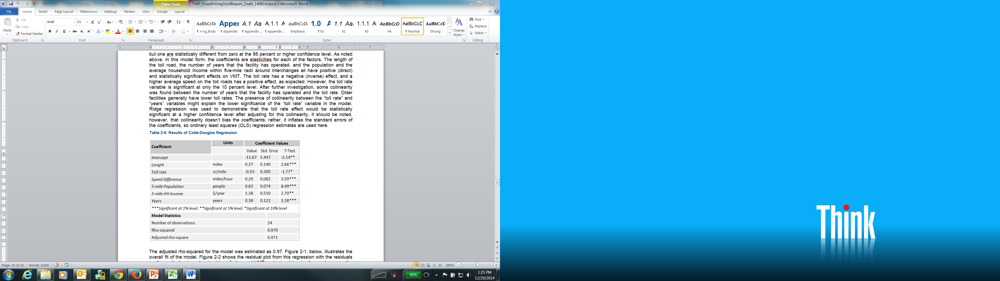 TMIP_RoadPricingToolReport_Draft_140814.docx - Microsoft Word
Table Tools
File Home Insert Page Layout References Mailings Review View Design Layout
Paste
Cut
Copy
Format Painter
Clipboard
Arial 11
Font
Paragraph
AaBbCcDc Apper A.1 Aa A.1.1 A AaBbCcD. 1.0 A 1.1 Aa 1.1.1 A AaBbCcD AaBbCcD AaBbCcD
¶ +rsg_Body ¶ Appendix ¶ Appendix ... ¶ Appendix ... Emphasis ¶ h1 h2 h3 h4 ¶ Normal Strong
Styles
Change Styles
Find
Replace
Select
Editing
but one are statistically different from zero at the 95 percent or higher confidence level. As noted
above, in this model form, the coefficients are elasticities for each of the factors. The length of
the toll road, the number of years that the facility has operated, and the population and the
average household income within five-mile radii around interchanges all have positive (direct)
and statistically significant effects on VMT. The toll rate has a negative (inverse) effect, and a
higher average speed on the toll roads has a positive effect, as expected. However, the toll rate
variable is significant at only the 10 percent level. After further investigation, some collinearity
was found between the number of years that the facility has operated and the toll rate. Older
facilities generally have lower toll rates. The presence of collinearity between the “toll rate” and
“years” variables might explain the lower significance of the “toll rate” variable in the model.
Ridge regression was used to demonstrate that the toll rate effect would be statistically
significant at a higher confidence level after adjusting for this collinearity. It should be noted,
however, that collinearity doesn’t bias the coefficients; rather, it inflates the standard errors of
the coefficients, so ordinary least squares (OLS) regression estimates are used here.
Table 2-4: Results of Cobb-Douglas Regression
Coefficient Units Coefficient Values
Value Std. Error T-Test
Intercept -11.67 5.447 -2.14**
Length miles 0.37 0.140 2.66***
Toll rate cc/mile -0.53 0.300 -1.77*
Speed Difference miles/hour 0.29 0.082 3.59***
5-mile Population people 0.63 0.074 8.49***
5-mile HH Income $/year 1.38 0.510 2.70**
Years years 0.38 0.121 3.18***
***Significant at 1% level, **Significant at 5% level, *Significant at 10% level
Model Statistics
Number of observations 24
Rho-squared 0.979
Adjusted rho-square 0.971
The adjusted rho-squared for the model was estimated as 0.97. Figure 2-1, below, illustrates the
overall fit of the model. Figure 2-2 shows the residual plot from this regression with the residuals
Page: 15 of 21 Words: 6,930 100%
99%
1:25 PM
12/29/2014
Think